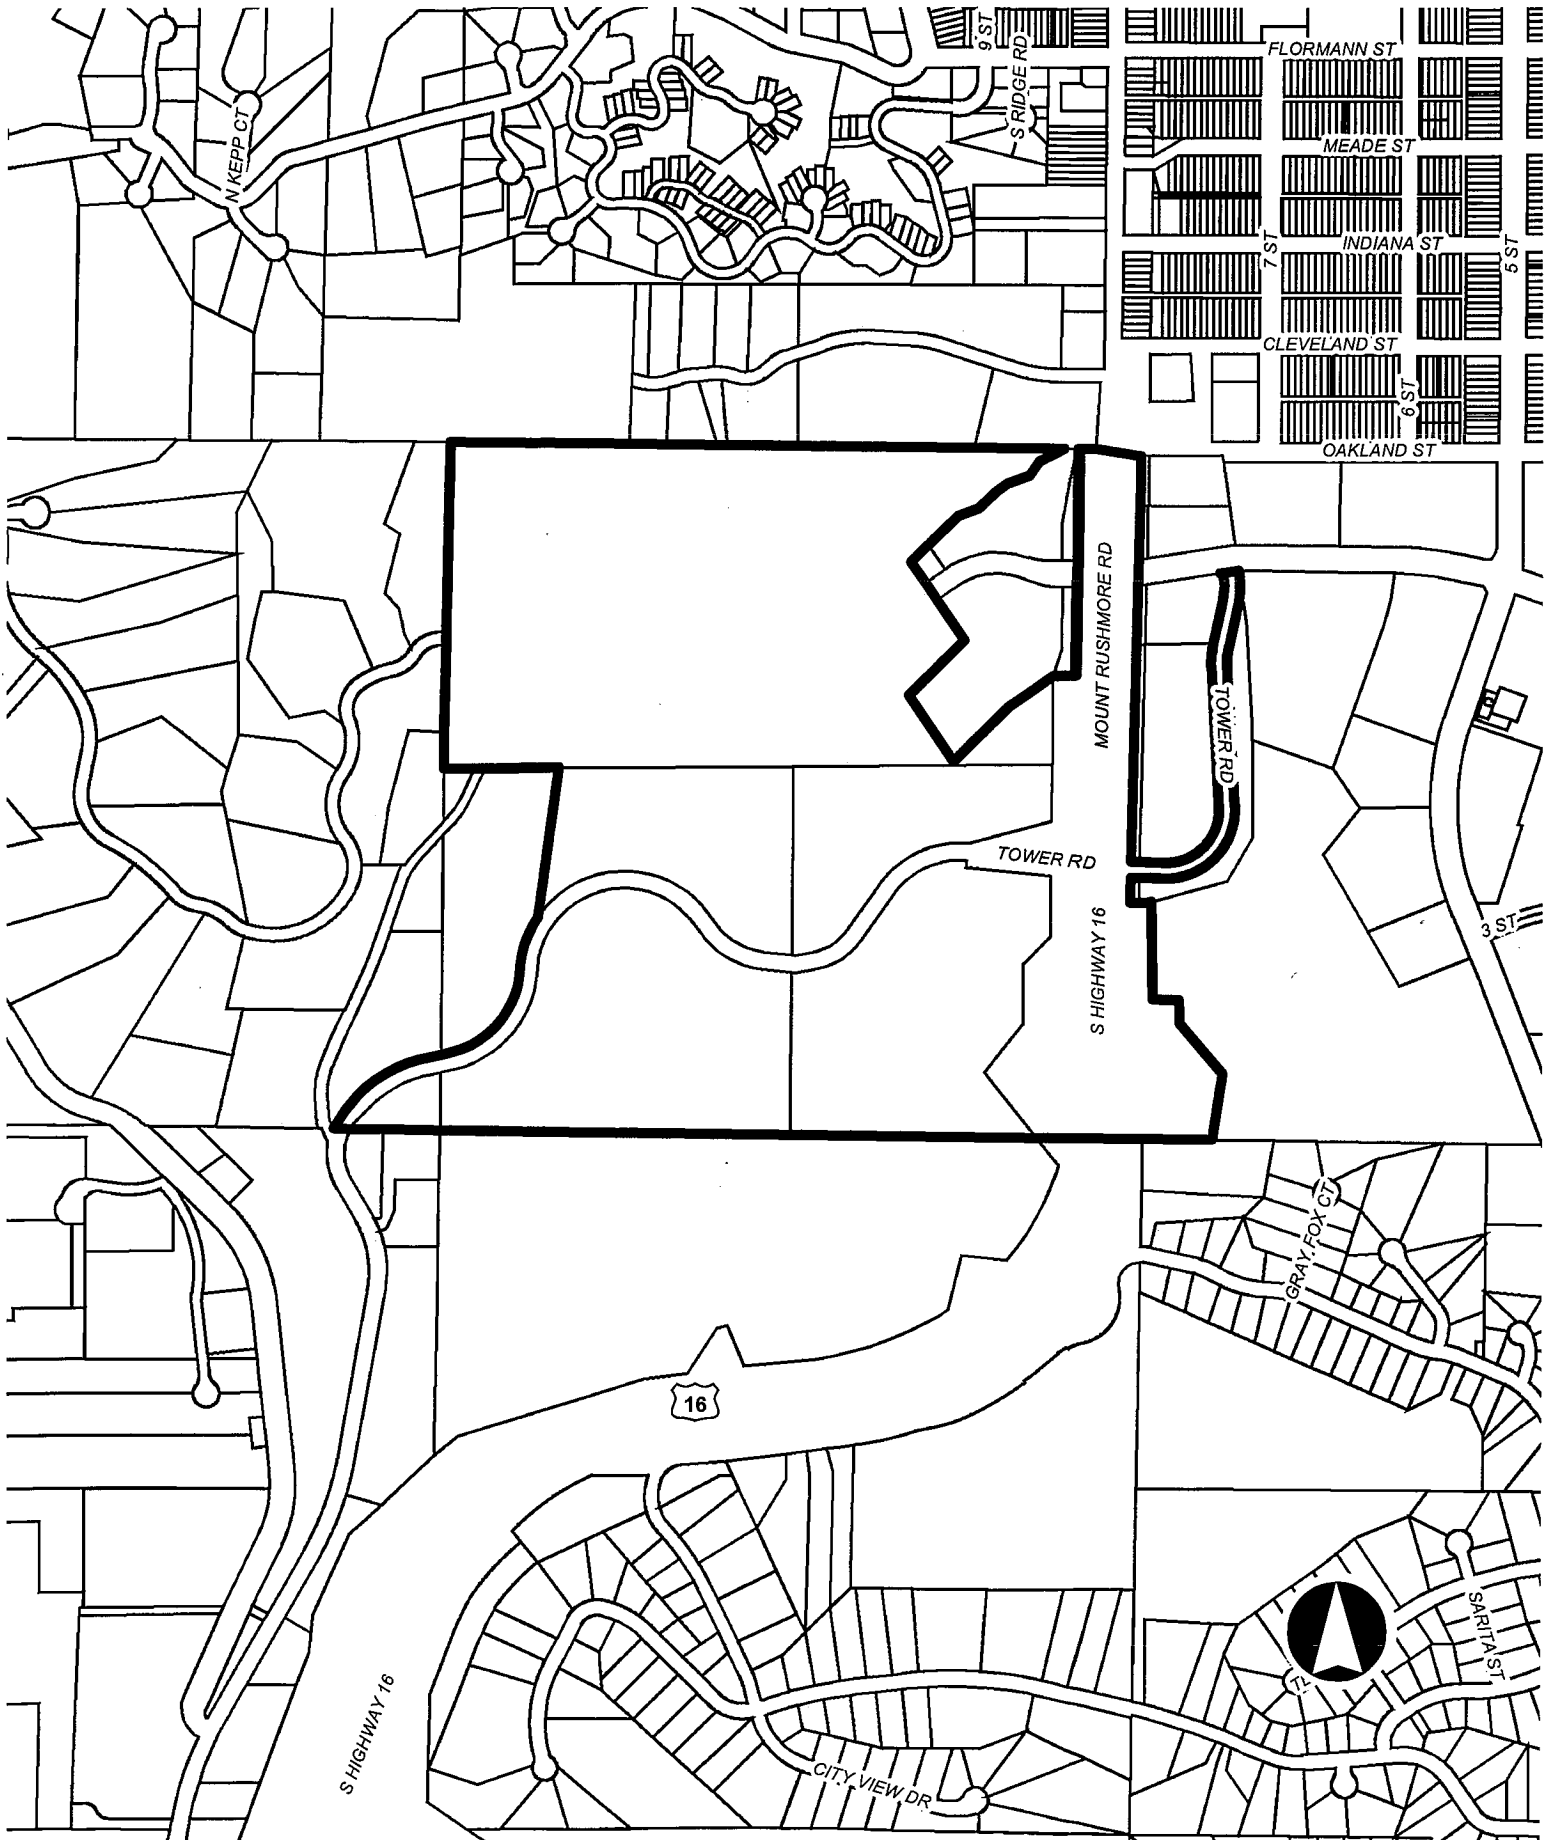 9 ST
FLORMANN ST
S RIDGE RD
N KEPP CT
MEADE ST
7 ST
INDIANA ST
5 ST
CLEVELAND ST
6 ST
OAKLAND ST
MOUNT RUSHMORE RD
TOWER RD
TOWER RD
3 ST
S HIGHWAY 16
GRAY FOX CT
16
SARITA ST
TL
S HIGHWAY 16
CITY VIEW DR